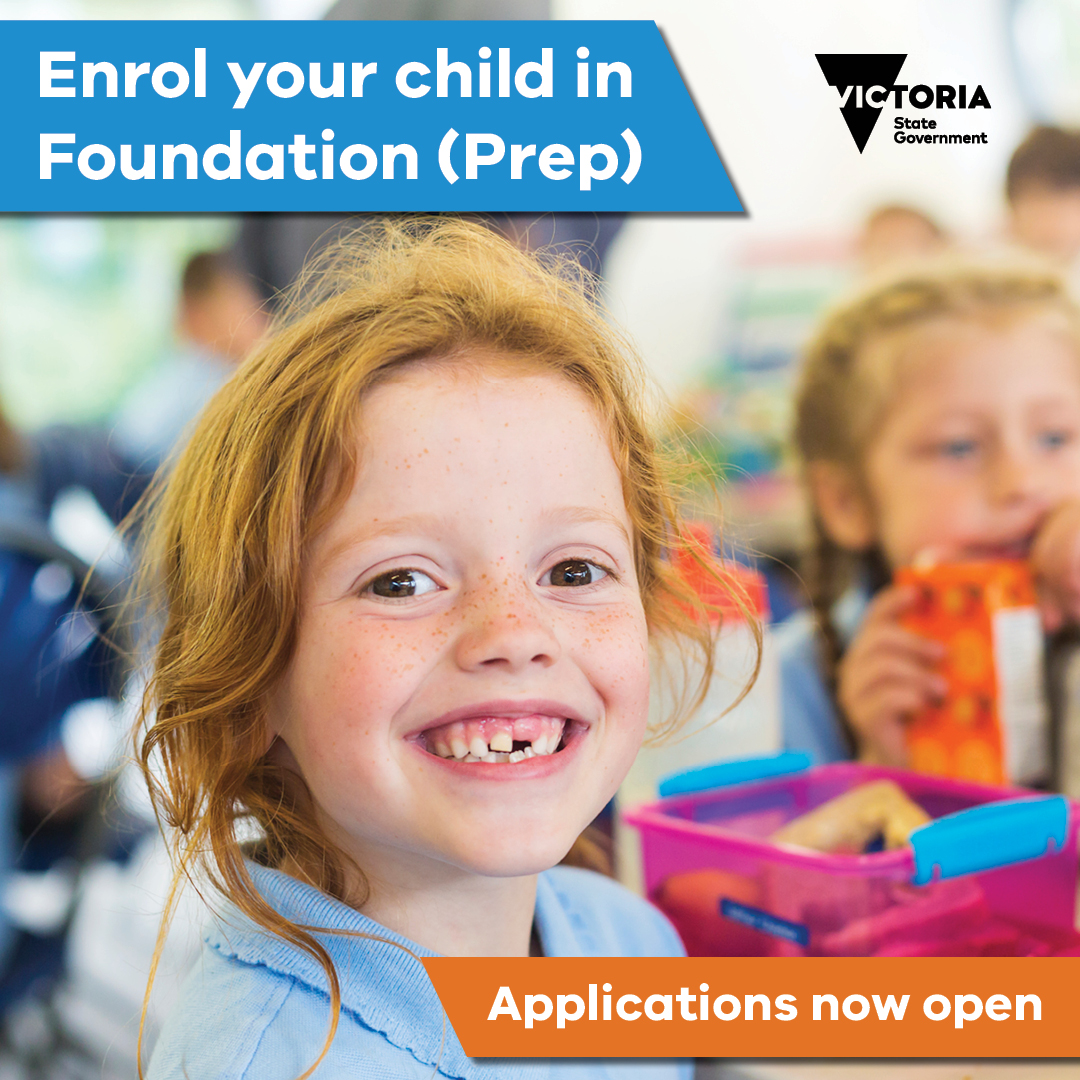 Enrol your child in
Foundation (Prep)
VICTORIA
State
Government
Applications now open